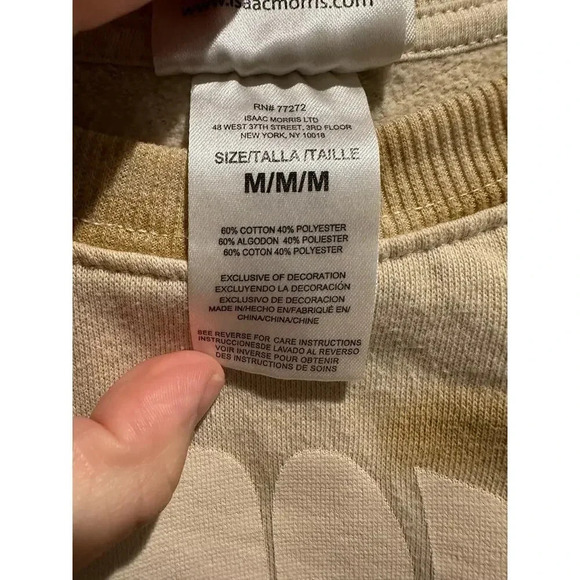 www.isaacmorris.com
RN# 77272
ISAAC MORRIS LTD
48 WEST 37TH STREET, 3RD FLOOR
NEW YORK, NY 10018
SIZE/TALLA /TAILLE
M/M/M
60% COTTON 40% POLYESTER
60% ALGODON 40% POLIESTER
60% COTON 40% POLYESTER
EXCLUSIVE OF DECORATION
EXCLUYENDO LA DECORACIÓN
EXCLUSIVO DE DECORACION
MADE IN/HECHO EN/FABRIQUÉ EN/
CHINA/CHINA/CHINE
SEE REVERSE FOR CARE INSTRUCTIONS
INSTRUCCIONESDE LAVADO AL REVERSO
VOIR INVERSE POUR OBTENIR
DES INSTRUCTIONS DE SOINS